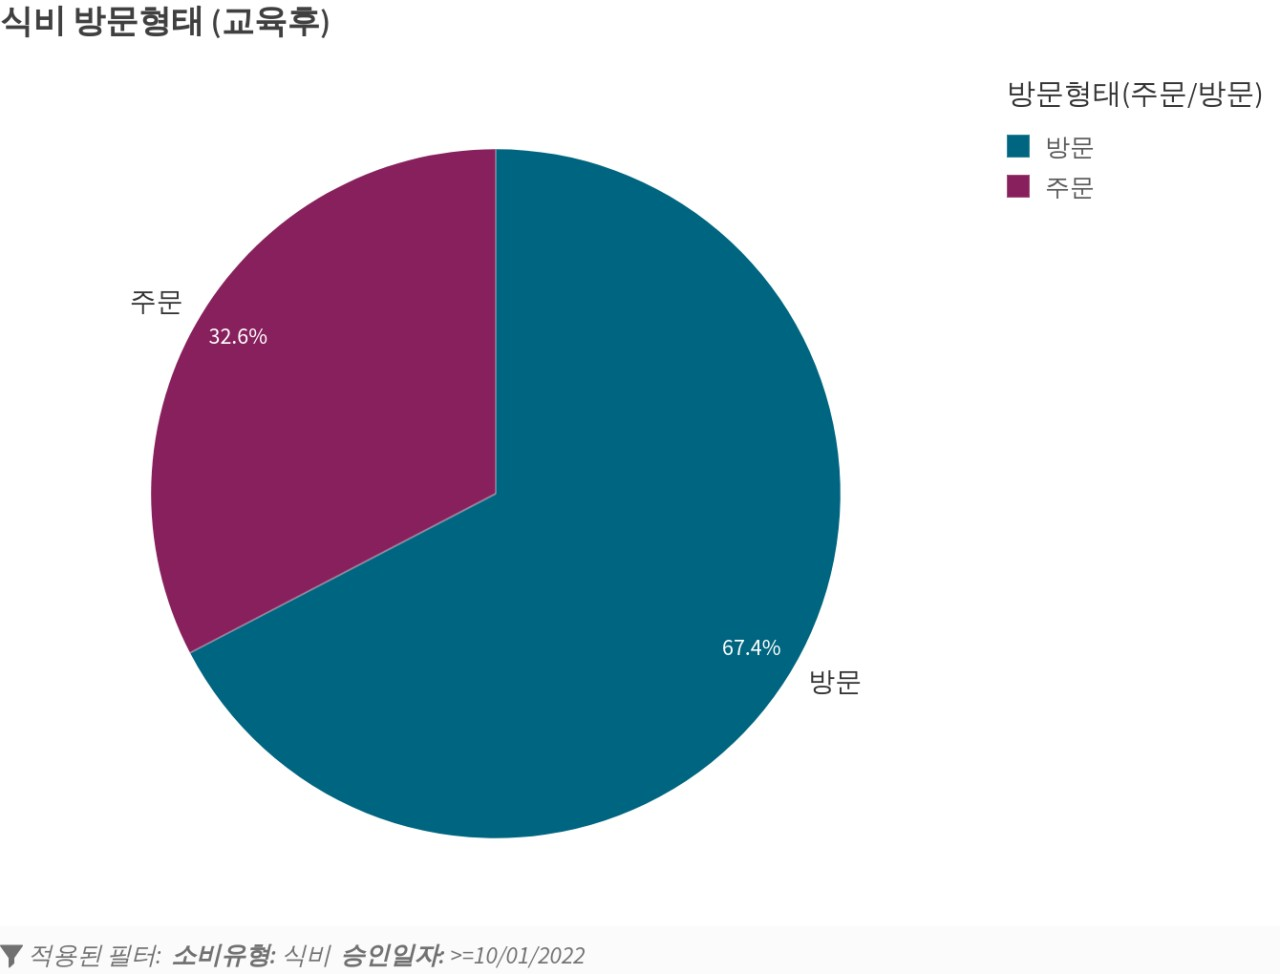 식비 방문형태 (교육후)
방문형태(주문/방문)
방문
주문
주문
32.6%
67.4%
방문
적용된 필터: 소비유형: 식비 승인일자: >=10/01/2022